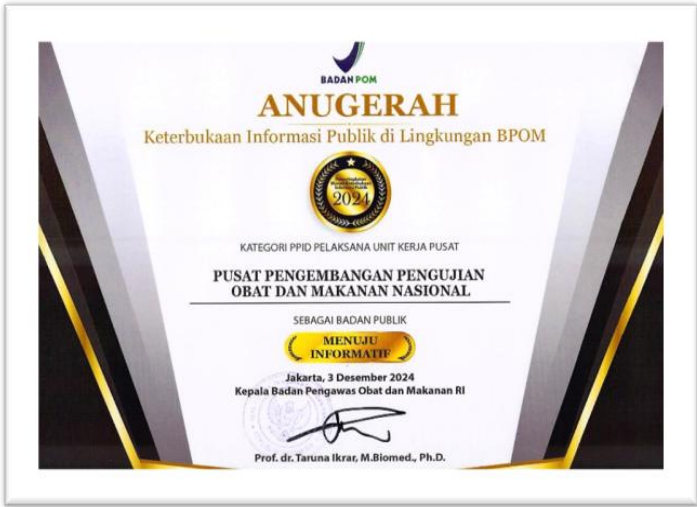 BADAN POM
ANUGERAH
Keterbukaan Informasi Publik di Lingkungan BPOM
2024
KATEGORI PPID PELAKSANA UNIT KERJA PUSAT
PUSAT PENGEMBANGAN PENGUJIAN
OBAT DAN MAKANAN NASIONAL
SEBAGAI BADAN PUBLIK
MENUJU
INFORMATIF
Jakarta, 3 Desember 2024
Kepala Badan Pengawas Obat dan Makanan RI
Prof. dr. Taruna Ikrar, M.Biomed., Ph.D.